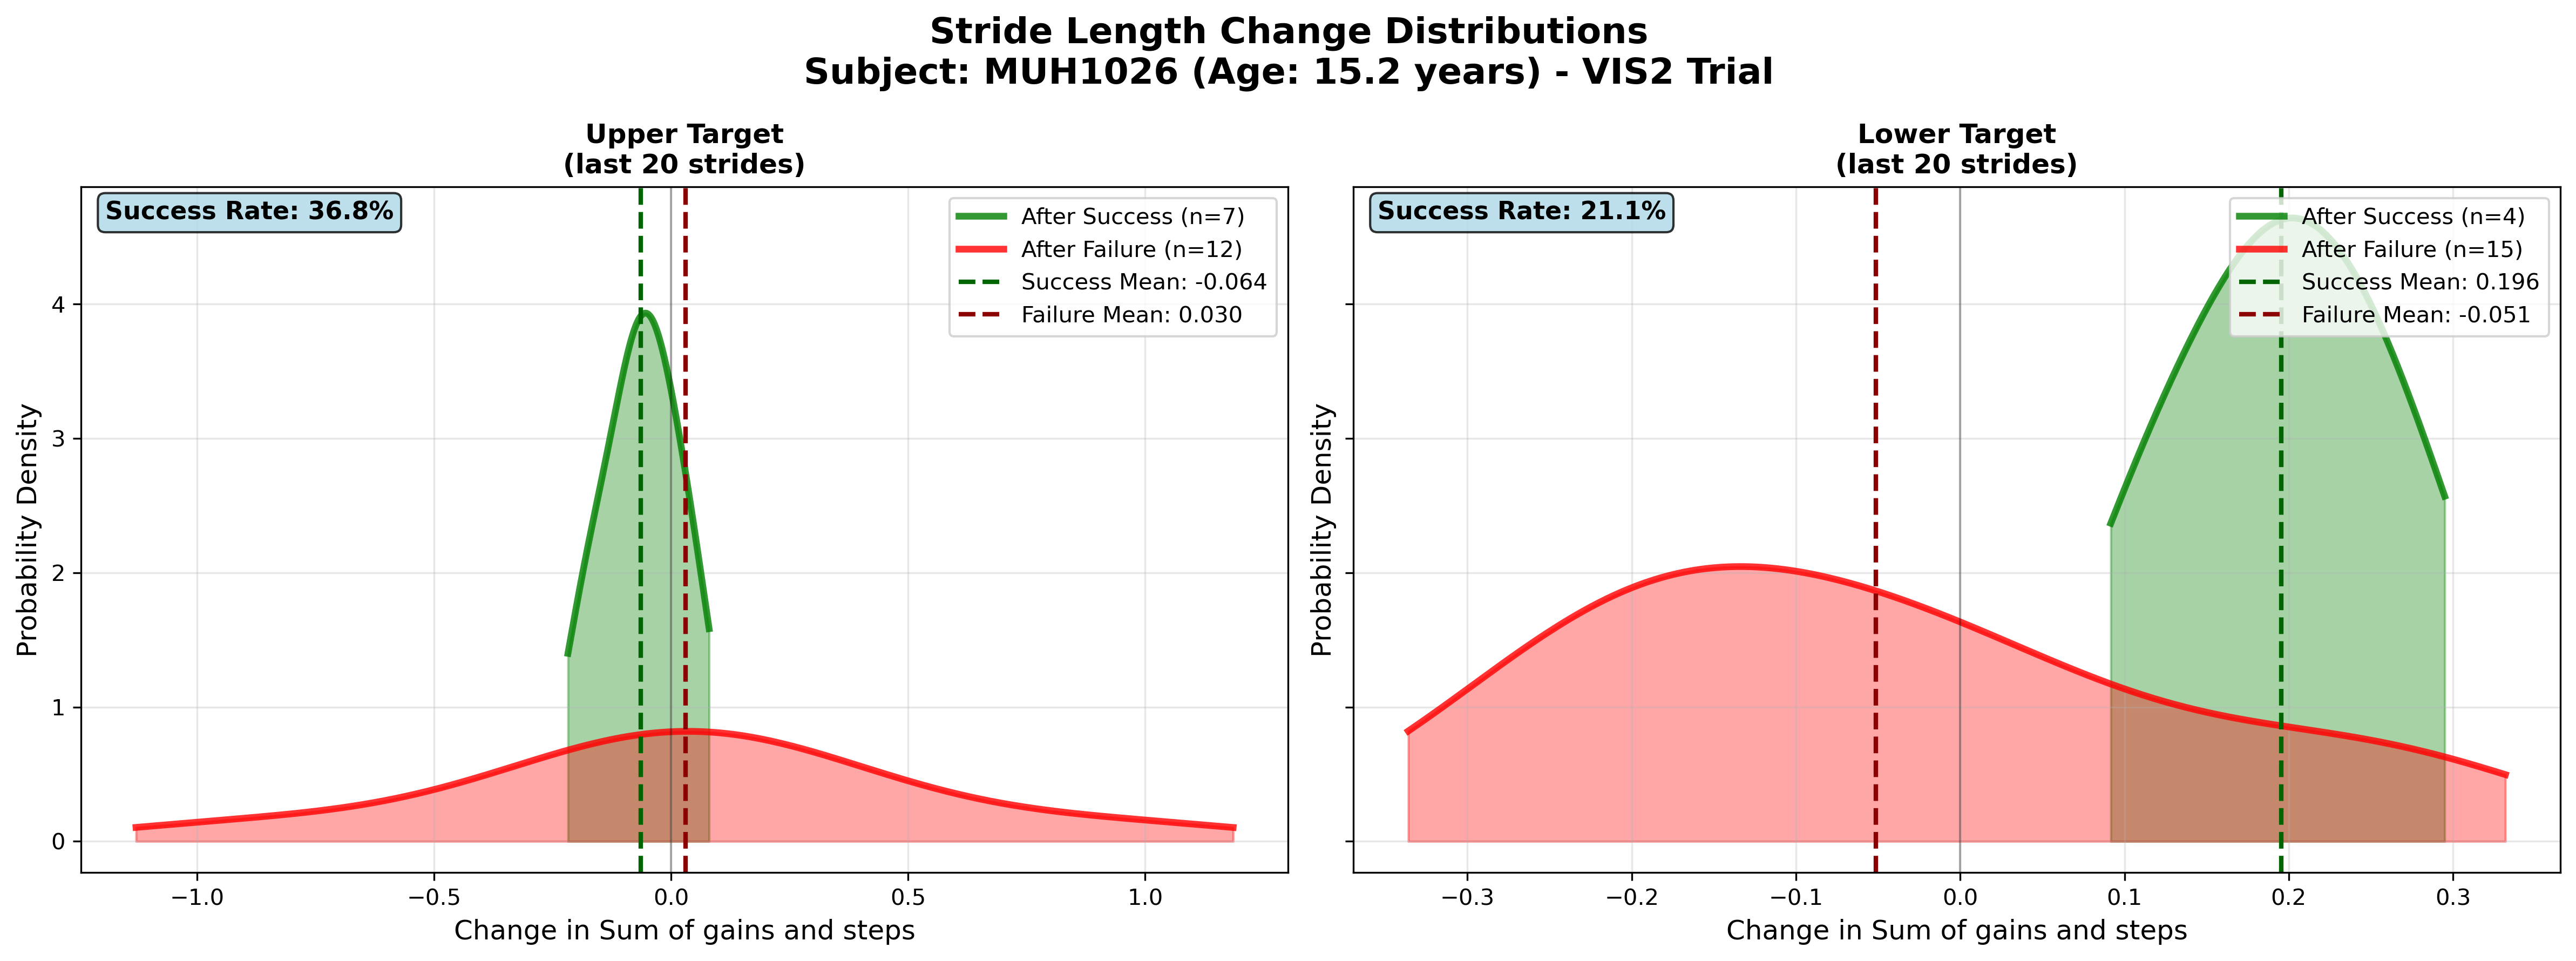 Stride Length Change Distributions
Subject: MUH1026 (Age: 15.2 years) - VIS2 Trial
Upper Target
(last 20 strides)
Success Rate: 36.8%
After Success (n=7)
After Failure (n=12)
Success Mean: -0.064
Failure Mean: 0.030
Probability Density
4
3
2
1
0
−1.0
−0.5
0.0
0.5
1.0
Change in Sum of gains and steps
Lower Target
(last 20 strides)
Success Rate: 21.1%
After Success (n=4)
After Failure (n=15)
Success Mean: 0.196
Failure Mean: -0.051
Probability Density
−0.3
−0.2
−0.1
0.0
0.1
0.2
0.3
Change in Sum of gains and steps